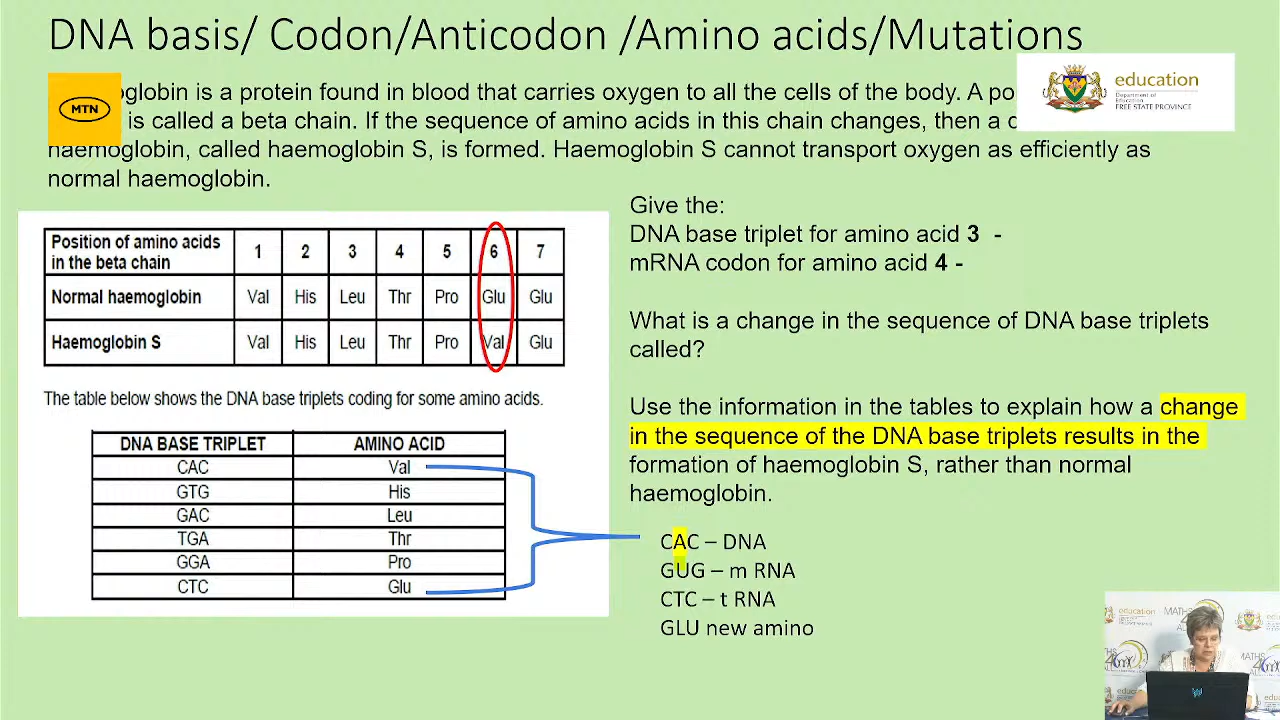 DNA basis/ Codon/Anticodon /Amino acids/Mutations
MTN
education
Department of
Education
FREE STATE PROVINCE
oglobin is a protein found in blood that carries oxygen to all the cells of the body. A po
is called a beta chain. If the sequence of amino acids in this chain changes, then a
haemoglobin, called haemoglobin S, is formed. Haemoglobin S cannot transport oxygen as efficiently as
normal haemoglobin.
Position of amino acids in the beta chain 1 2 3 4 5 6 7
Normal haemoglobin Val His Leu Thr Pro Glu Glu
Haemoglobin S Val His Leu Thr Pro Val Glu
The table below shows the DNA base triplets coding for some amino acids.
DNA BASE TRIPLET AMINO ACID
CAC Val
GTG His
GAC Leu
TGA Thr
GGA Pro
CTC Glu
Give the:
DNA base triplet for amino acid 3 -
mRNA codon for amino acid 4 -
What is a change in the sequence of DNA base triplets
called?
Use the information in the tables to explain how a change
in the sequence of the DNA base triplets results in the
formation of haemoglobin S, rather than normal
haemoglobin.
CAC – DNA
GUG – m RNA
CTC – t RNA
GLU new amino
education
MATHS
education